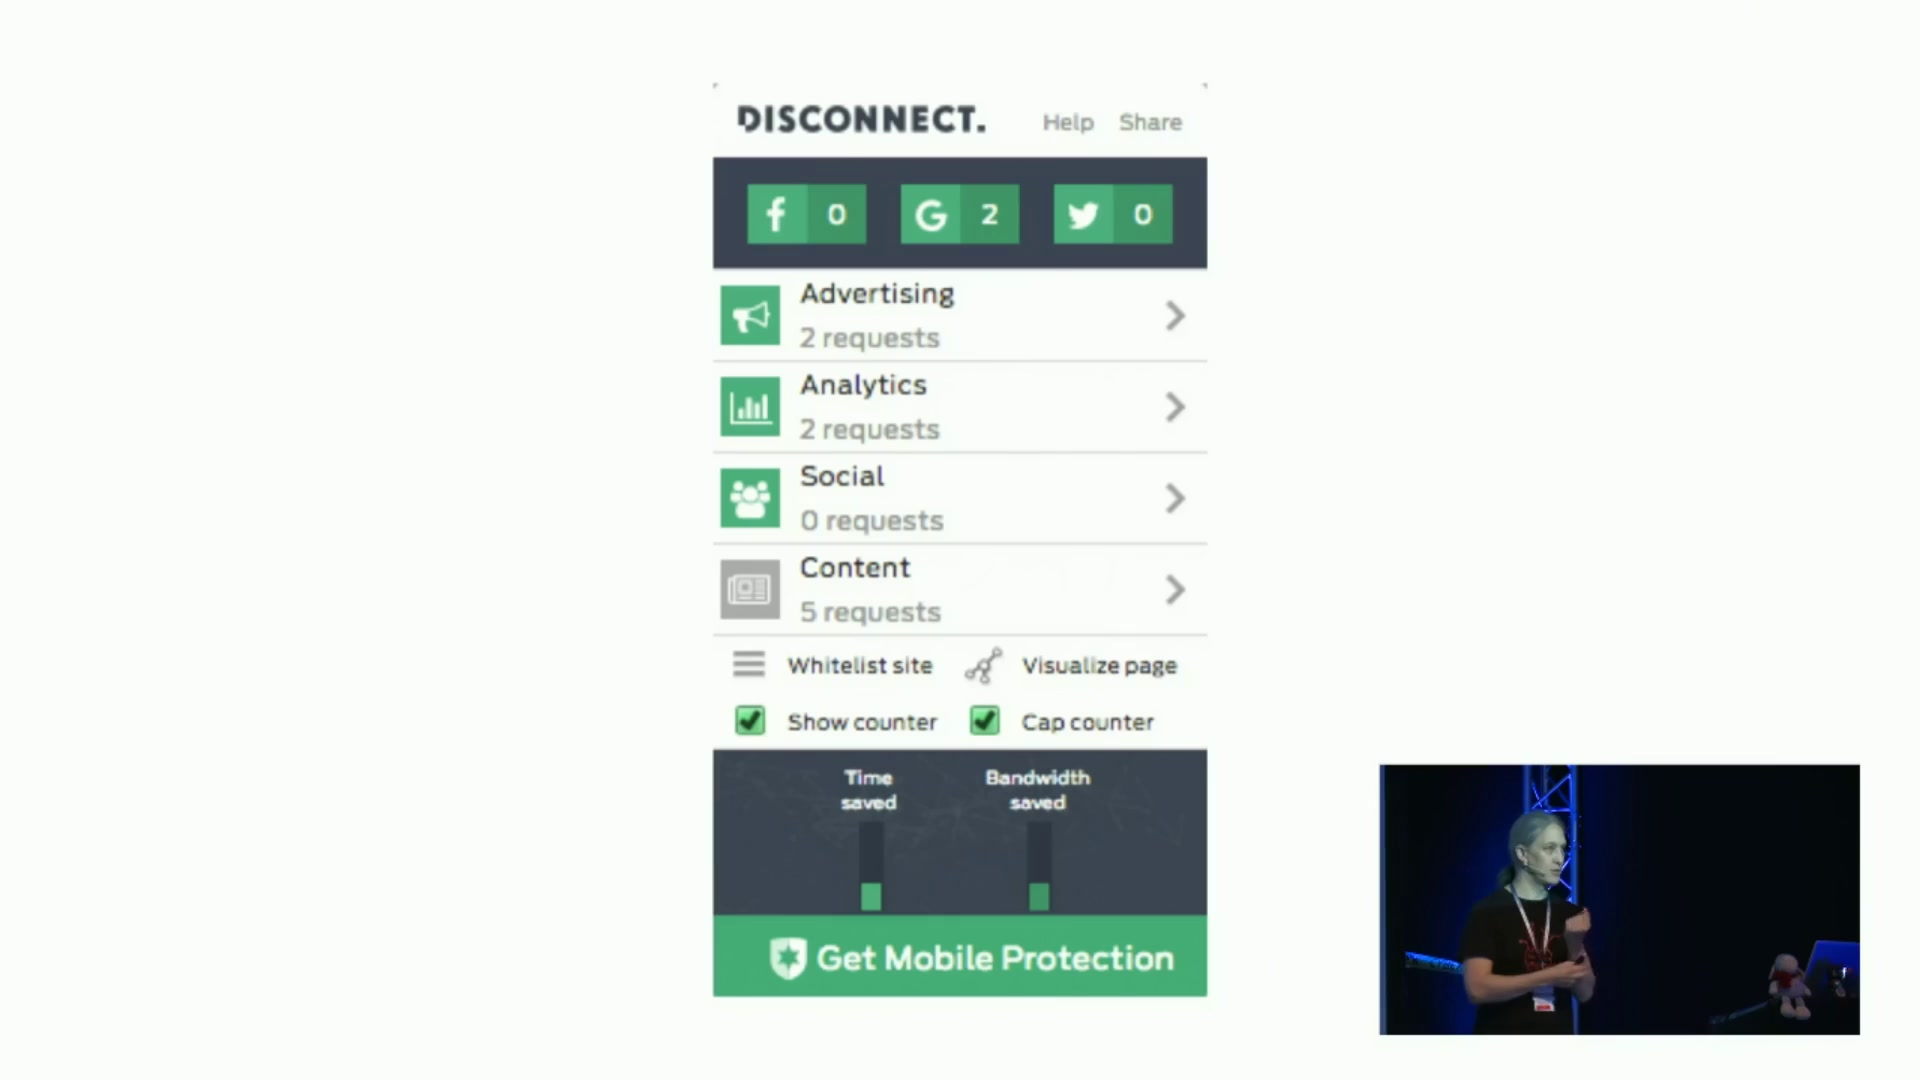 DISCONNECT. Help Share
0 2 0
Advertising
2 requests
Analytics
2 requests
Social
0 requests
Content
5 requests
Whitelist site Visualize page
Show counter Cap counter
Time saved Bandwidth saved
Get Mobile Protection